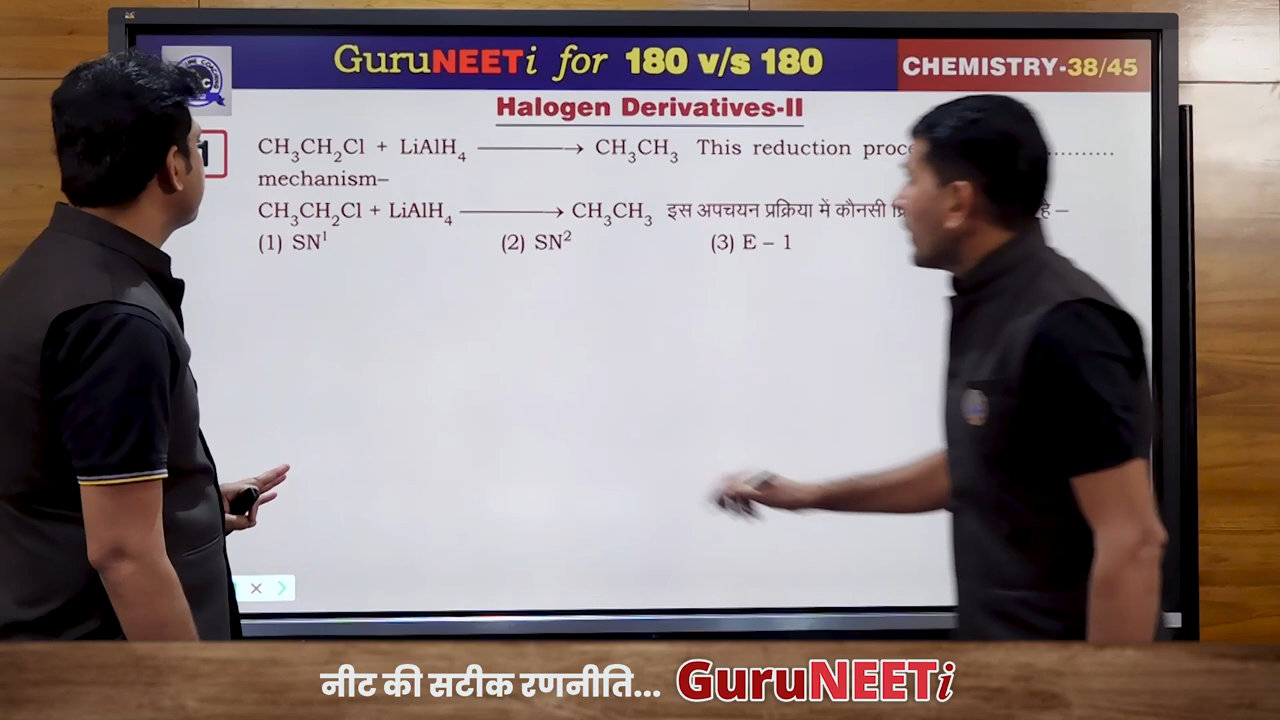 GuruNEETi for 180 v/s 180
CHEMISTRY-38/45
Halogen Derivatives-II
1
CH₃CH₂Cl + LiAlH₄ ⟶ CH₃CH₃ This reduction ..........
mechanism–
CH₃CH₂Cl + LiAlH₄ ⟶ CH₃CH₃ इस अपचयन प्रक्रिया में कौनसी है –
(1) SN¹ (2) SN² (3) E – 1
नीट की सटीक रणनीति... GuruNEETi